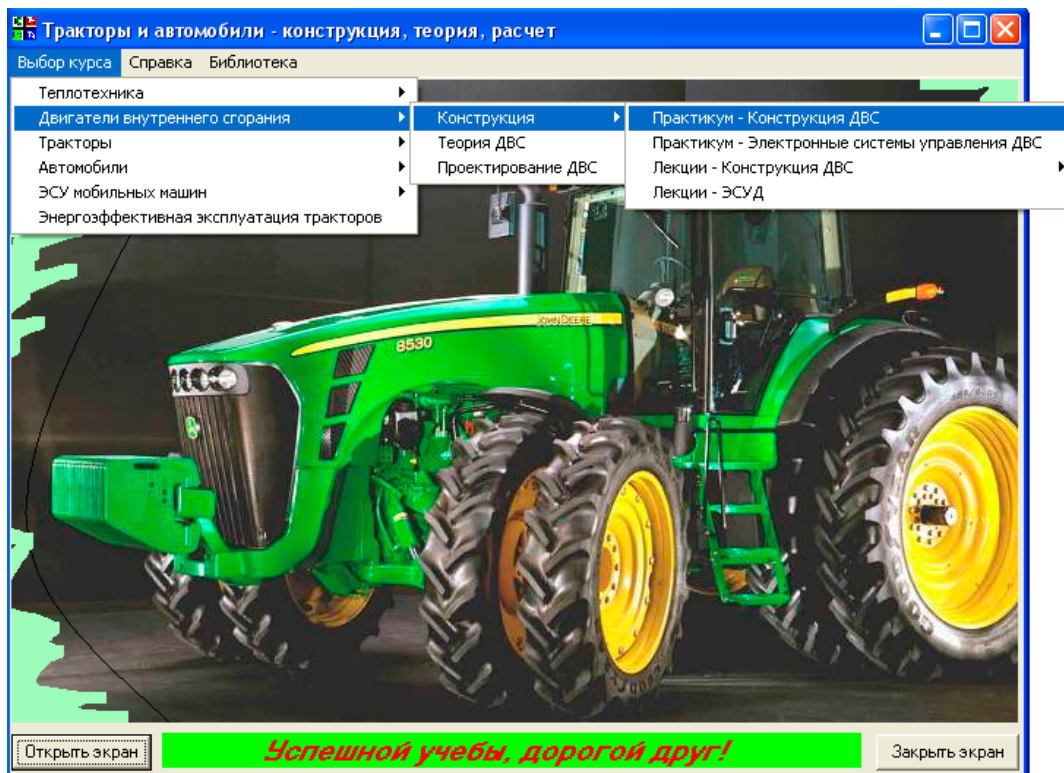 Тракторы и автомобили - конструкция, теория, расчет
Выбор курса Справка Библиотека
Теплотехника
Двигатели внутреннего сгорания
Тракторы
Автомобили
ЭСУ мобильных машин
Энергоэффективная эксплуатация тракторов
Конструкция
Теория ДВС
Проектирование ДВС
Практикум - Конструкция ДВС
Практикум - Электронные системы управления ДВС
Лекции - Конструкция ДВС
Лекции - ЭСУД
JOHN DEERE
8530
Открыть экран
Успешной учебы, дорогой друг!
Закрыть экран